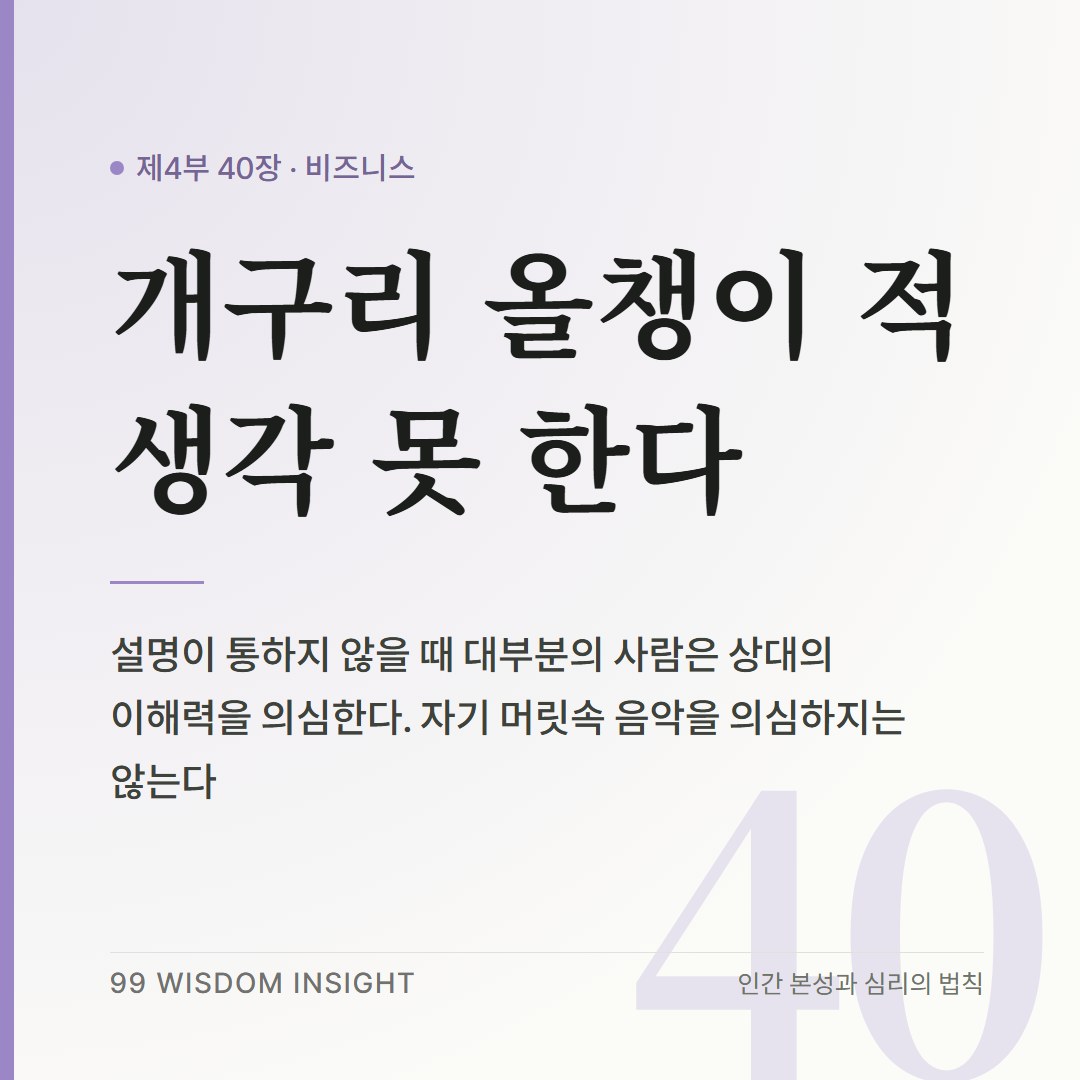 제4부 40장 · 비즈니스
개구리 올챙이 적
생각 못 한다
설명이 통하지 않을 때 대부분의 사람은 상대의
이해력을 의심한다. 자기 머릿속 음악을 의심하지는
않는다
40
99 WISDOM INSIGHT
인간 본성과 심리의 법칙